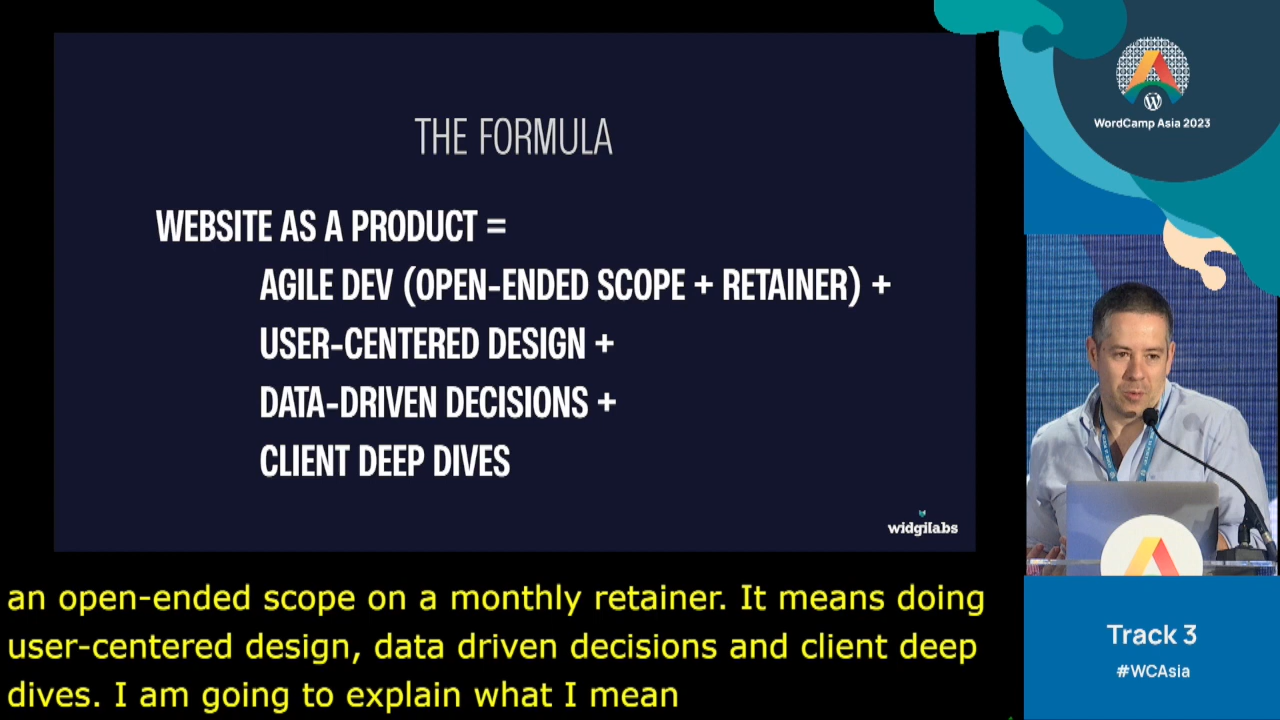 THE FORMULA
WEBSITE AS A PRODUCT =
AGILE DEV (OPEN-ENDED SCOPE + RETAINER) +
USER-CENTERED DESIGN +
DATA-DRIVEN DECISIONS +
CLIENT DEEP DIVES
widgilabs
WordCamp Asia 2023
an open-ended scope on a monthly retainer. It means doing
user-centered design, data driven decisions and client deep
dives. I am going to explain what I mean
Track 3
#WCAsia